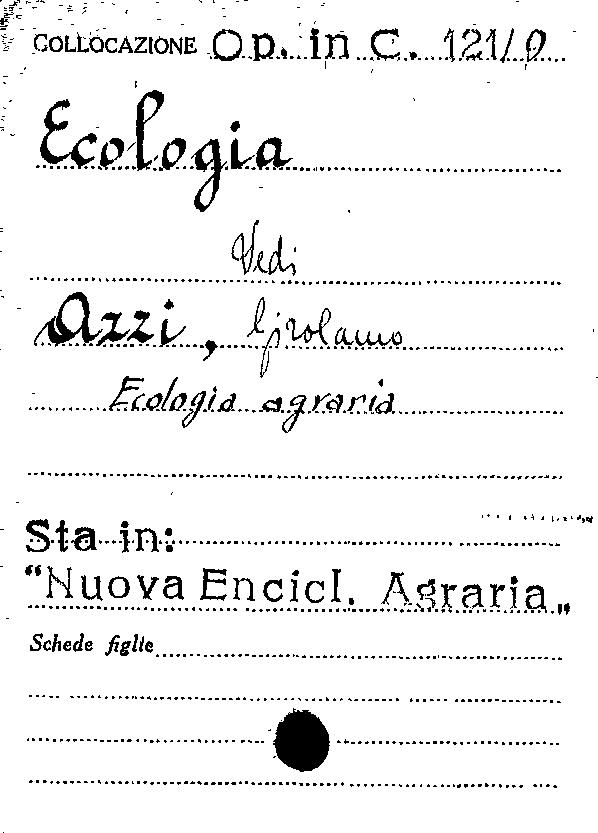 COLLOCAZIONE Op. in C. 121/9
Ecologia
Vedi
Azzi, Girolamo
Ecologia agraria
Sta in:
"Nuova Encicl. Agraria„
Schede figlie